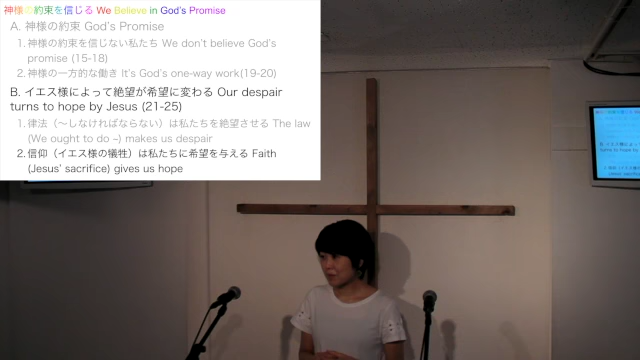 神様の約束を信じる We Believe in God's Promise
A. 神様の約束 God's Promise
1. 神様の約束を信じない私たち We don't believe God's
promise (15-18)
2. 神様の一方的な働き It's God's one-way work(19-20)
B. イエス様によって絶望が希望に変わる Our despair
turns to hope by Jesus (21-25)
1. 律法（〜しなければならない）は私たちを絶望させる The law
(We ought to do ~) makes us despair
2. 信仰（イエス様の犠牲）は私たちに希望を与える Faith
(Jesus' sacrifice) gives us hope